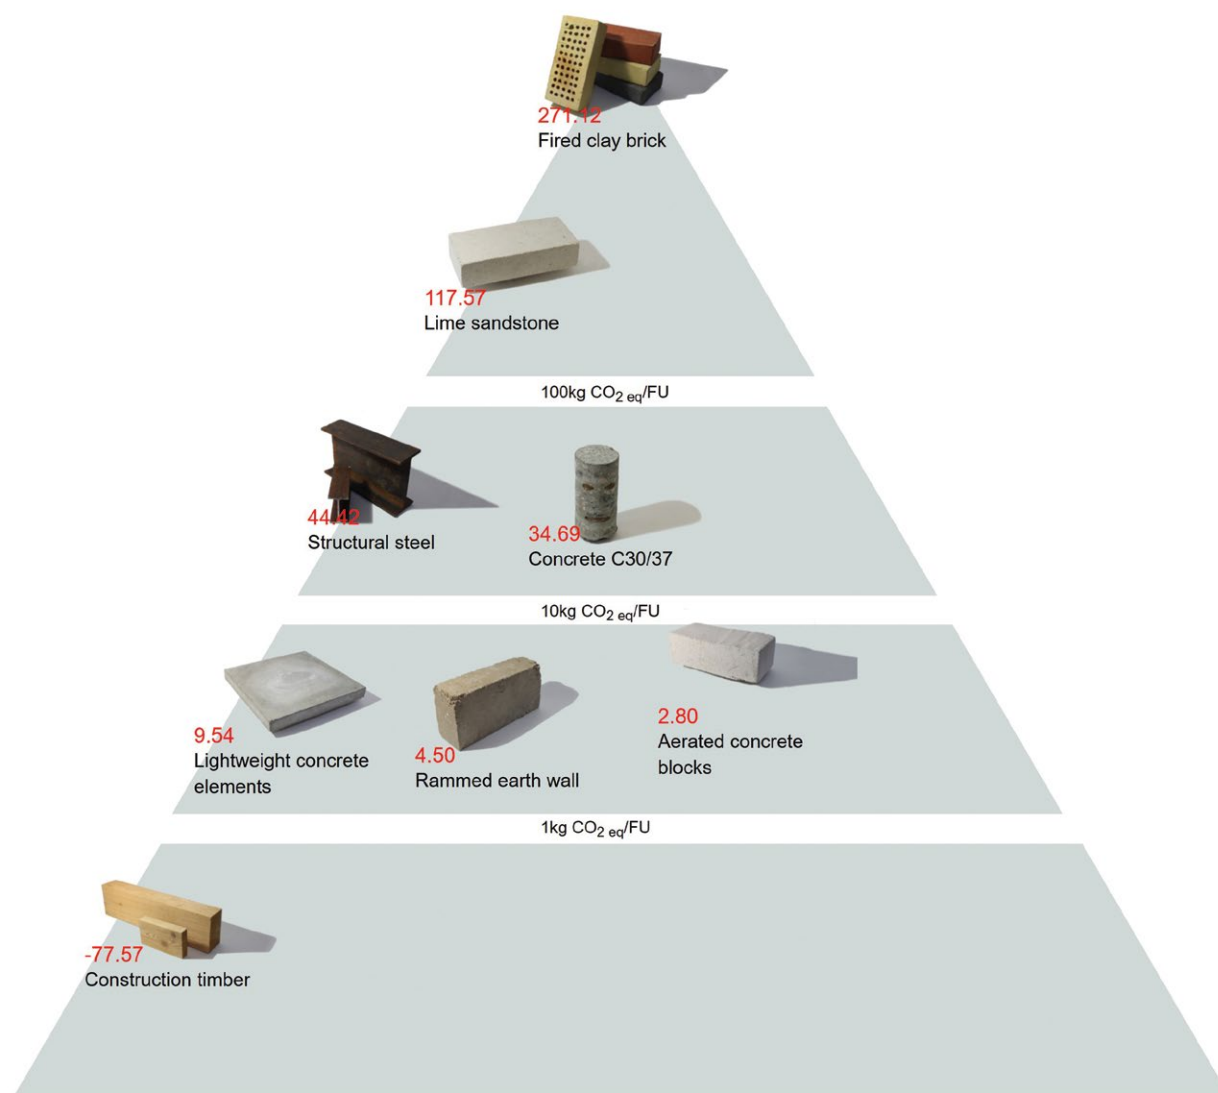 271.12
Fired clay brick
117.57
Lime sandstone
100kg CO2 eq/FU
44.42
Structural steel
34.69
Concrete C30/37
10kg CO2 eq/FU
9.54
Lightweight concrete
elements
4.50
Rammed earth wall
2.80
Aerated concrete
blocks
1kg CO2 eq/FU
-77.57
Construction timber